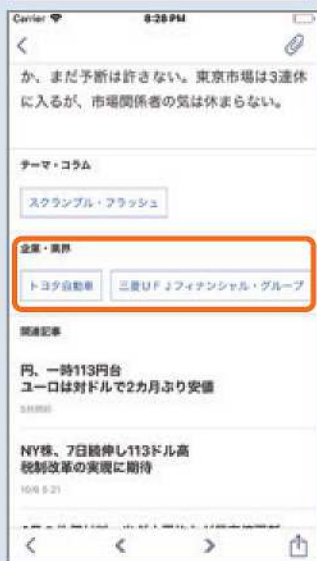 Carrier
8:28 PM
か、まだ予断は許さない。東京市場は3連休
に入るが、市場関係者の気は休まらない。
テーマ・コラム
スクランブル・フラッシュ
企業・業界
トヨタ自動車
三菱UFJフィナンシャル・グループ
関連記事
円、一時113円台
ユーロは対ドルで2カ月ぶり安値
NY株、7日続伸し113ドル高
税制改革の実現に期待
10/6 5:21